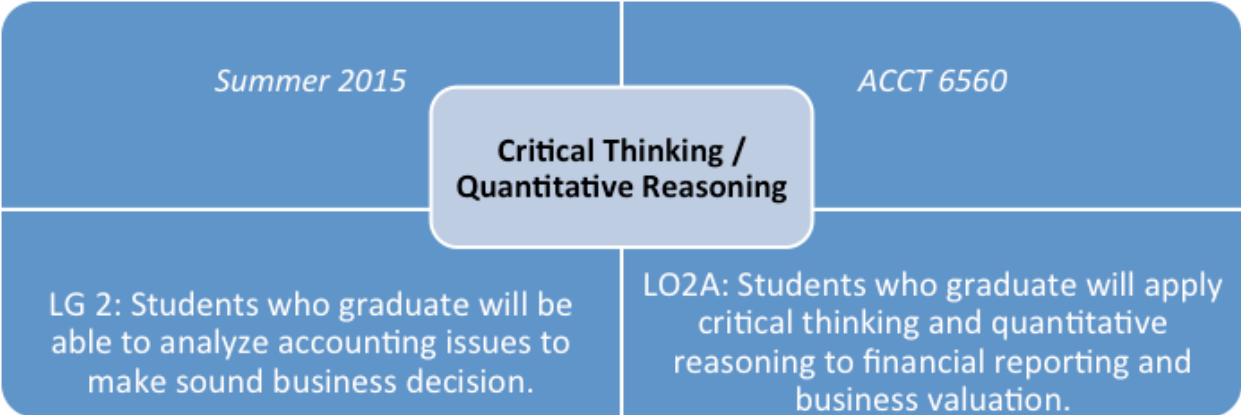 Summer 2015
ACCT 6560
Critical Thinking /
Quantitative Reasoning
LG 2: Students who graduate will be
able to analyze accounting issues to
make sound business decision.
LO2A: Students who graduate will apply
critical thinking and quantitative
reasoning to financial reporting and
business valuation.